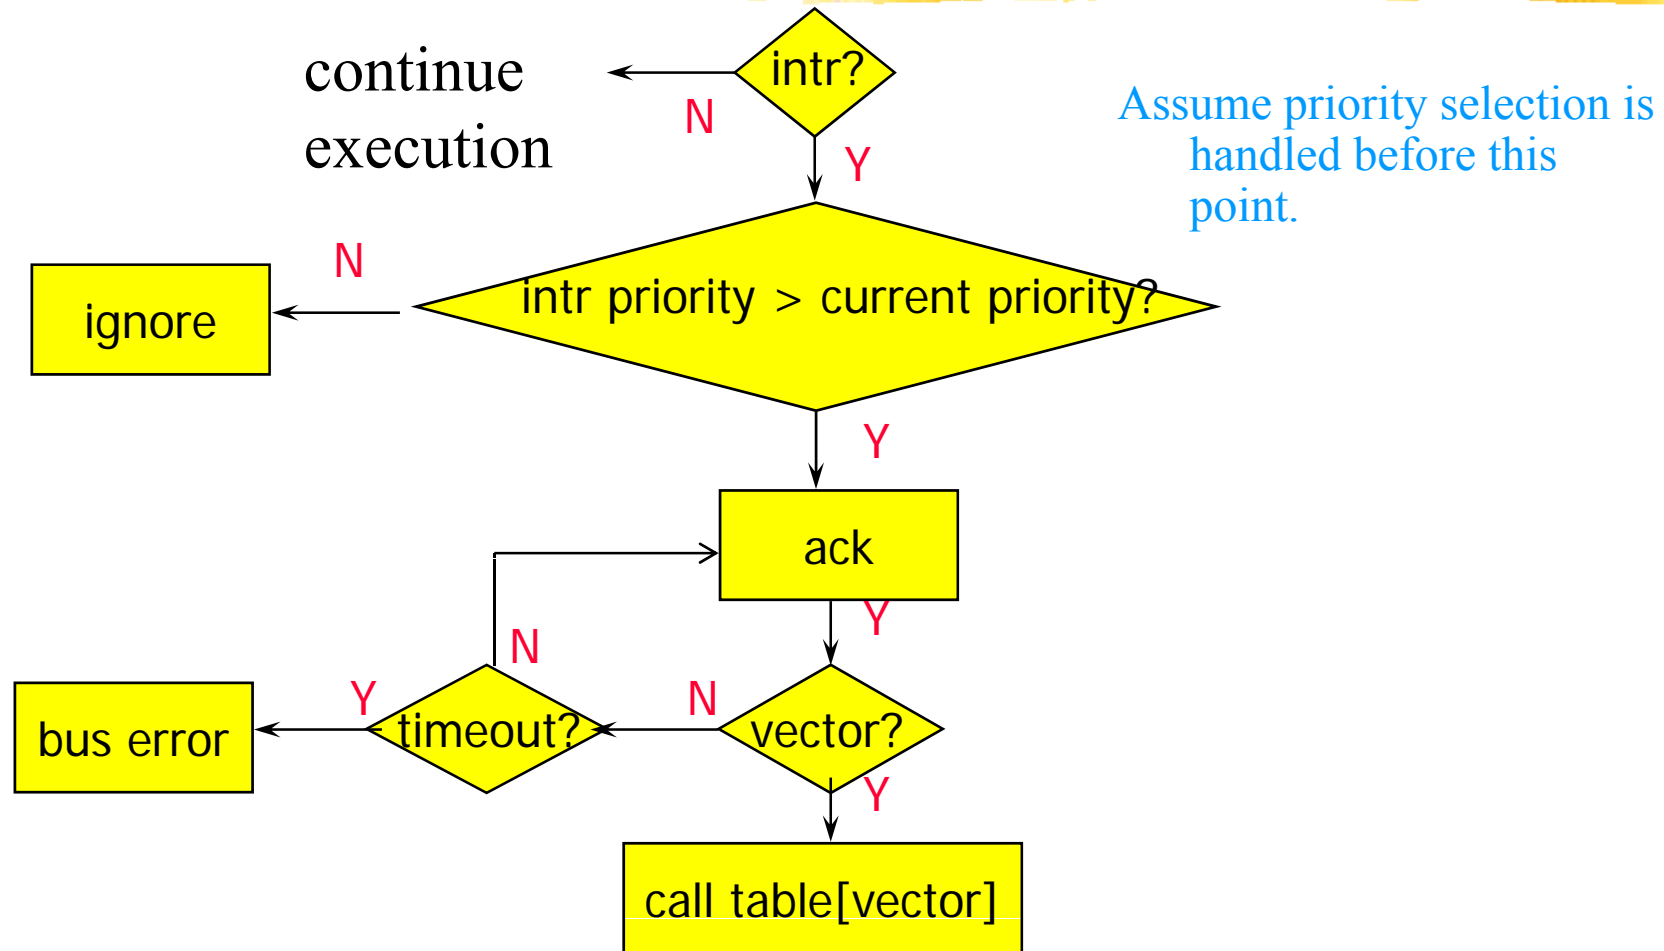 intr?
continue
execution
N
Assume priority selection is
handled before this
point.
Y
N
intr priority > current priority?
ignore
Y
ack
Y
N
Y
timeout?
N
vector?
bus error
Y
call table[vector]